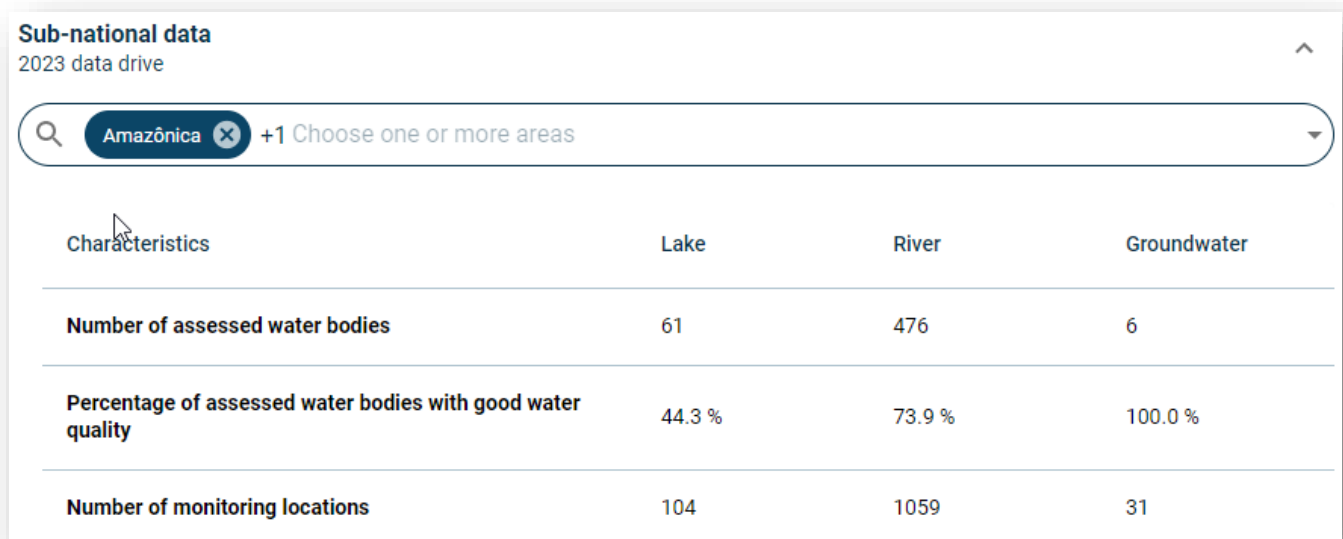 Sub-national data
2023 data drive
Amazônica +1 Choose one or more areas
Characteristics Lake River Groundwater
Number of assessed water bodies 61 476 6
Percentage of assessed water bodies with good water
quality 44.3 % 73.9 % 100.0 %
Number of monitoring locations 104 1059 31